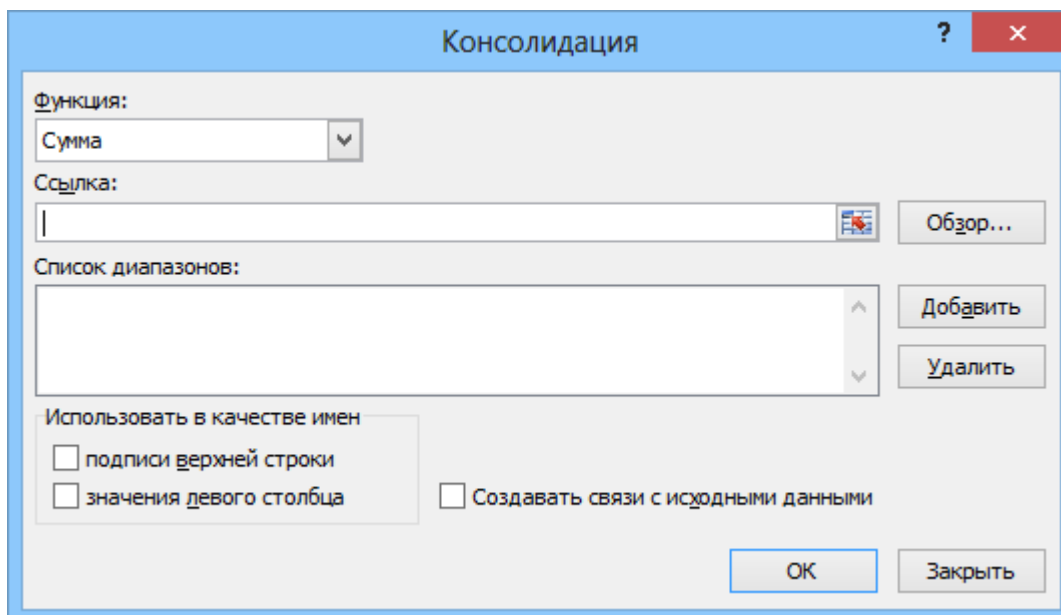 Консолидация
?
Функция:
Сумма
Ссылка:
Обзор...
Список диапазонов:
Добавить
Удалить
Использовать в качестве имен
подписи верхней строки
значения левого столбца
Создавать связи с исходными данными
ОК
Закрыть